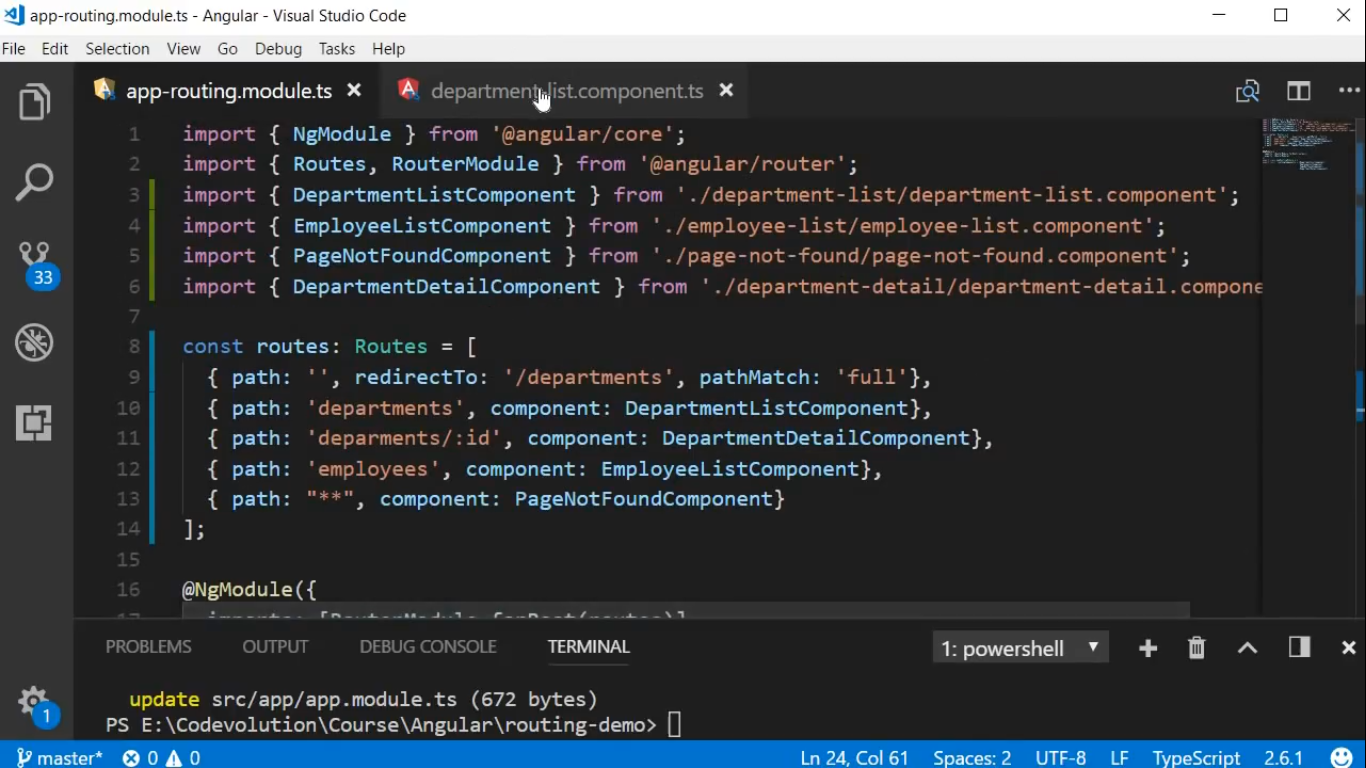 app-routing.module.ts - Angular - Visual Studio Code
File Edit Selection View Go Debug Tasks Help
app-routing.module.ts department-list.component.ts
1 import { NgModule } from '@angular/core';
2 import { Routes, RouterModule } from '@angular/router';
3 import { DepartmentListComponent } from './department-list/department-list.component';
4 import { EmployeeListComponent } from './employee-list/employee-list.component';
5 import { PageNotFoundComponent } from './page-not-found/page-not-found.component';
6 import { DepartmentDetailComponent } from './department-detail/department-detail.compone
7
8 const routes: Routes = [
9 { path: '', redirectTo: '/departments', pathMatch: 'full'},
10 { path: 'departments', component: DepartmentListComponent},
11 { path: 'deparments/:id', component: DepartmentDetailComponent},
12 { path: 'employees', component: EmployeeListComponent},
13 { path: "**", component: PageNotFoundComponent}
14 ];
15
16 @NgModule({
17 imports: [RouterModule.forRoot(routes)]
33
PROBLEMS OUTPUT DEBUG CONSOLE TERMINAL 1: powershell
update src/app/app.module.ts (672 bytes)
PS E:\Codevolution\Course\Angular\routing-demo>
1
master* 0 0 Ln 24, Col 61 Spaces: 2 UTF-8 LF TypeScript 2.6.1